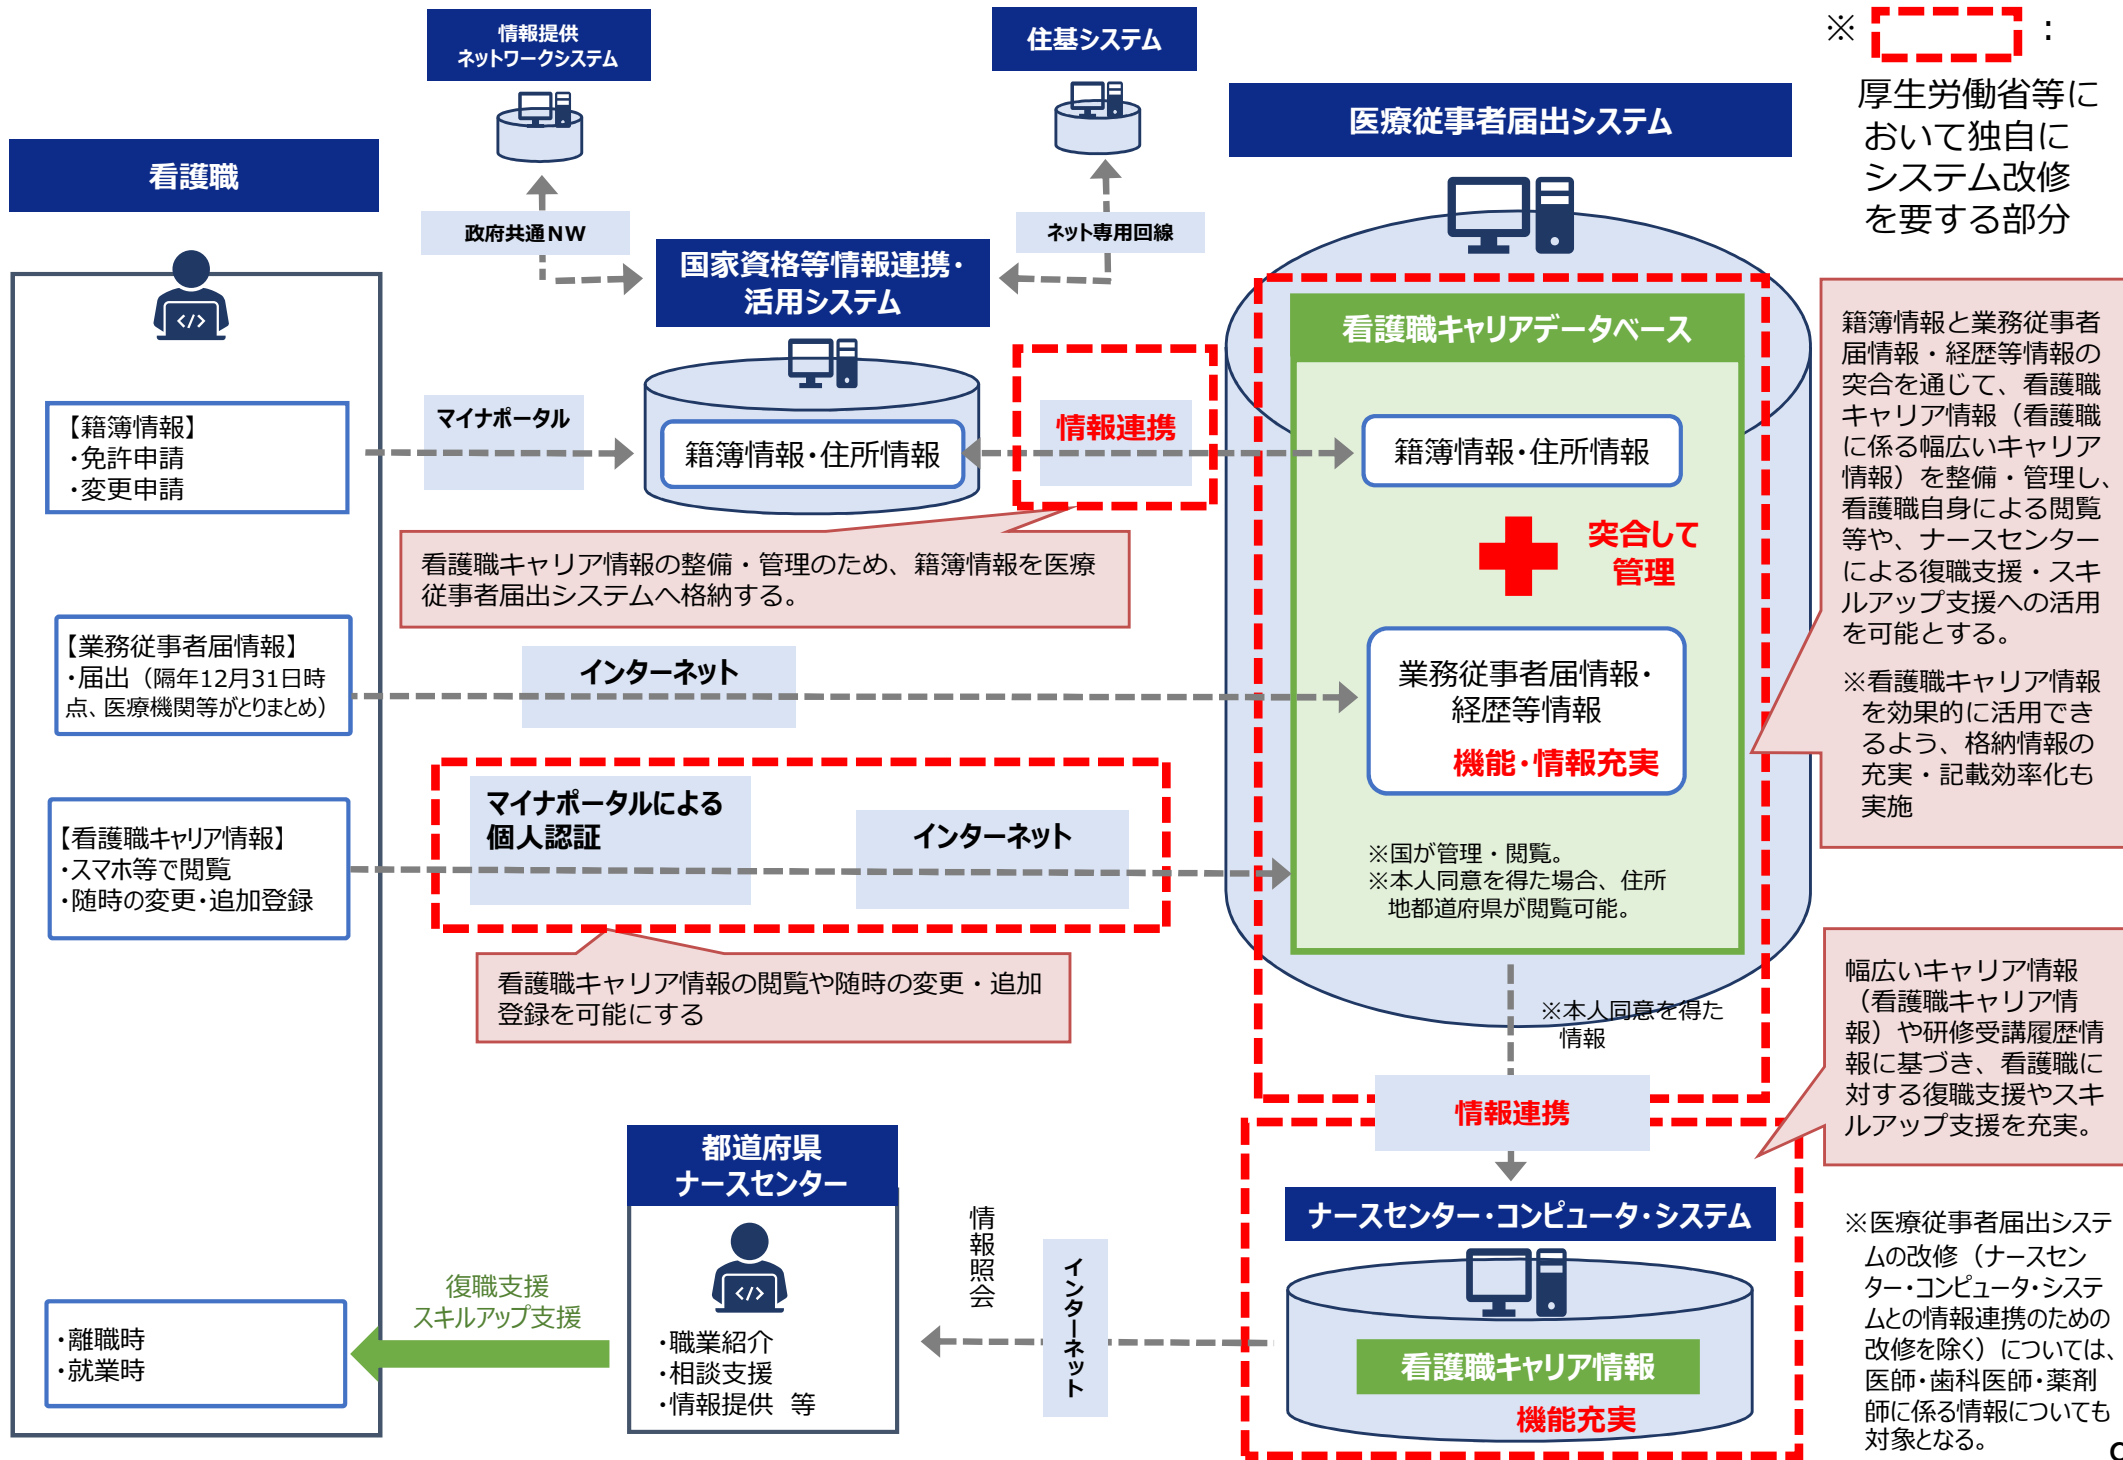 情報提供
ネットワークシステム
住基システム
※ ：
厚生労働省等に
おいて独自に
システム改修
を要する部分
医療従事者届出システム
看護職
政府共通NW
ネット専用回線
国家資格等情報連携・
活用システム
</>
看護職キャリアデータベース
【籍簿情報】
・免許申請
・変更申請
マイナポータル
籍簿情報・住所情報
情報連携
籍簿情報・住所情報
突合して
管理
籍簿情報と業務従事者
届情報・経歴等情報の
突合を通じて、看護職
キャリア情報（看護職
に係る幅広いキャリア
情報）を整備・管理し、
看護職自身による閲覧
等や、ナースセンター
による復職支援・スキ
ルアップ支援への活用
を可能とする。
※看護職キャリア情報
を効果的に活用でき
るよう、格納情報の
充実・記載効率化も
実施
看護職キャリア情報の整備・管理のため、籍簿情報を医療
従事者届出システムへ格納する。
【業務従事者届情報】
・届出（隔年12月31日時
点、医療機関等がとりまとめ）
インターネット
業務従事者届情報・
経歴等情報
機能・情報充実
【看護職キャリア情報】
・スマホ等で閲覧
・随時の変更・追加登録
マイナポータルによる
個人認証
インターネット
※国が管理・閲覧。
※本人同意を得た場合、住所
地都道府県が閲覧可能。
看護職キャリア情報の閲覧や随時の変更・追加
登録を可能にする
※本人同意を得た
情報
情報連携
幅広いキャリア情報
（看護職キャリア情
報）や研修受講履歴情
報に基づき、看護職に
対する復職支援やスキ
ルアップ支援を充実。
都道府県
ナースセンター
</>
・職業紹介
・相談支援
・情報提供 等
情報照会
インターネット
ナースセンター・コンピュータ・システム
看護職キャリア情報
機能充実
復職支援
スキルアップ支援
・離職時
・就業時
※医療従事者届出システ
ムの改修（ナースセン
ター・コンピュータ・システ
ムとの情報連携のための
改修を除く）については、
医師・歯科医師・薬剤
師に係る情報についても
対象となる。